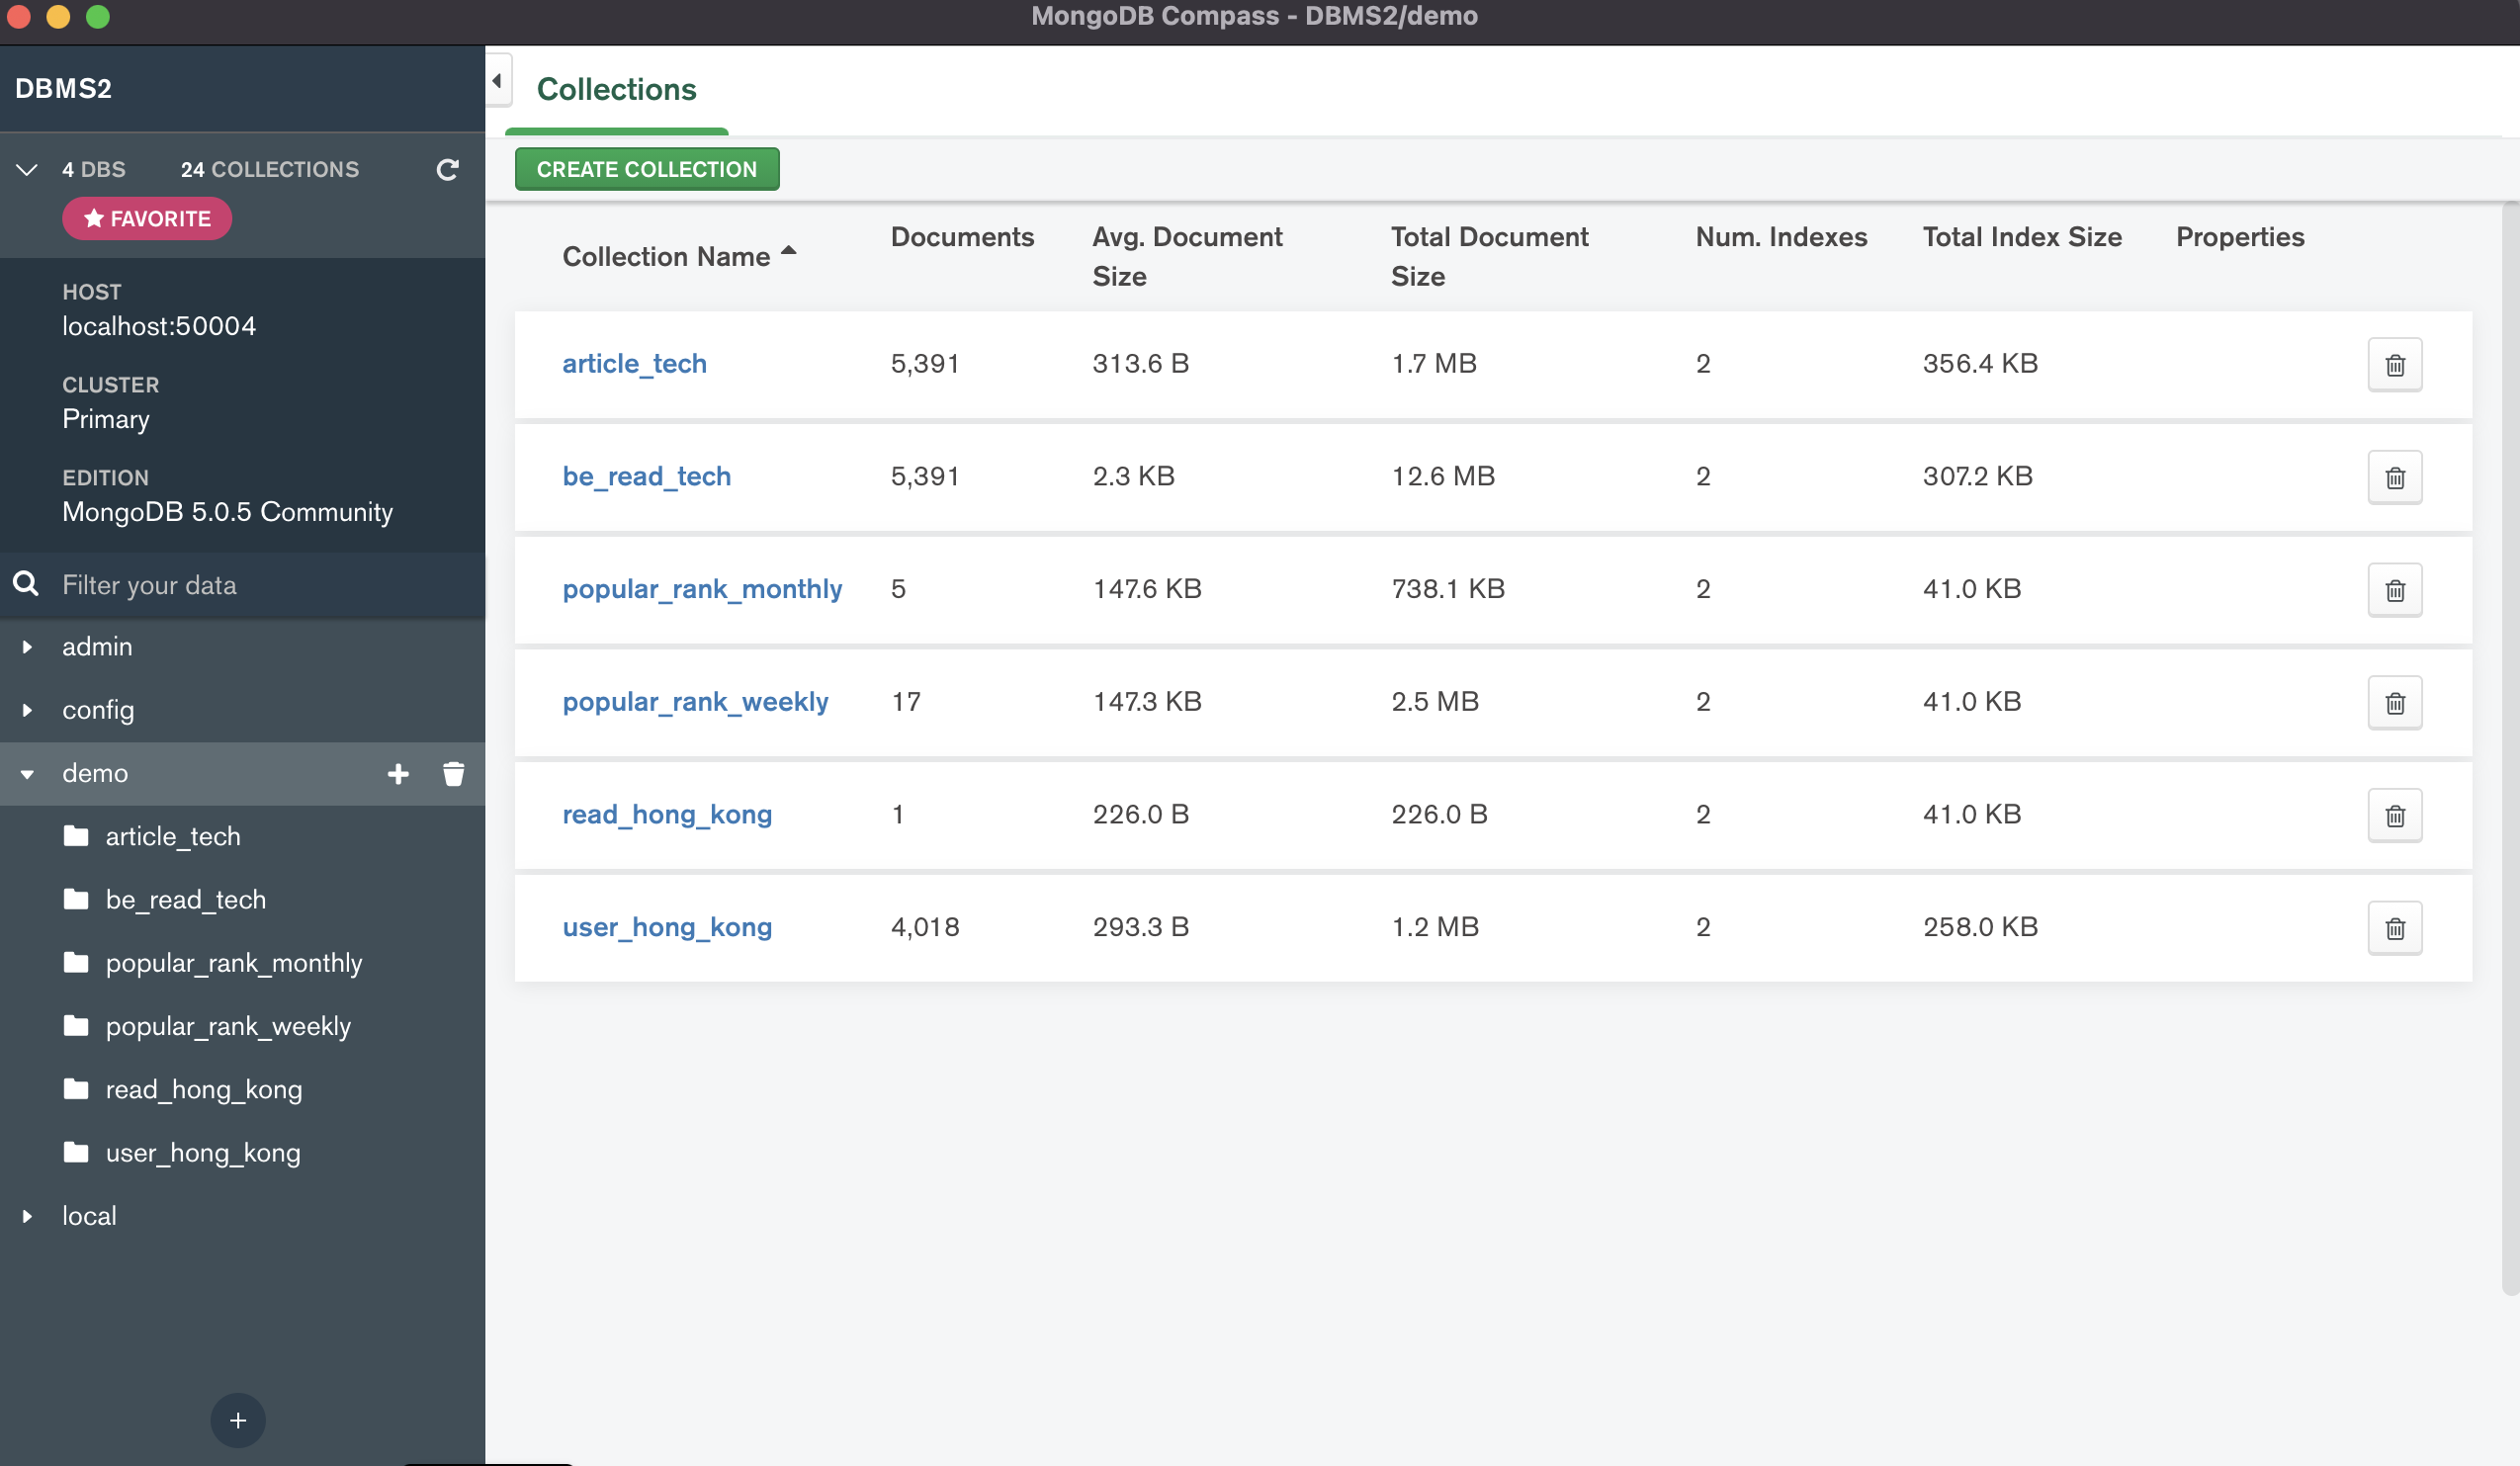 MongoDB Compass - DBMS2/demo
DBMS2
4 DBS 24 COLLECTIONS
FAVORITE
HOST
localhost:50004
CLUSTER
Primary
EDITION
MongoDB 5.0.5 Community
Filter your data
admin
config
demo
article_tech
be_read_tech
popular_rank_monthly
popular_rank_weekly
read_hong_kong
user_hong_kong
local
Collections
CREATE COLLECTION
Collection Name Documents Avg. Document Size Total Document Size Num. Indexes Total Index Size Properties
article_tech 5,391 313.6 B 1.7 MB 2 356.4 KB
be_read_tech 5,391 2.3 KB 12.6 MB 2 307.2 KB
popular_rank_monthly 5 147.6 KB 738.1 KB 2 41.0 KB
popular_rank_weekly 17 147.3 KB 2.5 MB 2 41.0 KB
read_hong_kong 1 226.0 B 226.0 B 2 41.0 KB
user_hong_kong 4,018 293.3 B 1.2 MB 2 258.0 KB